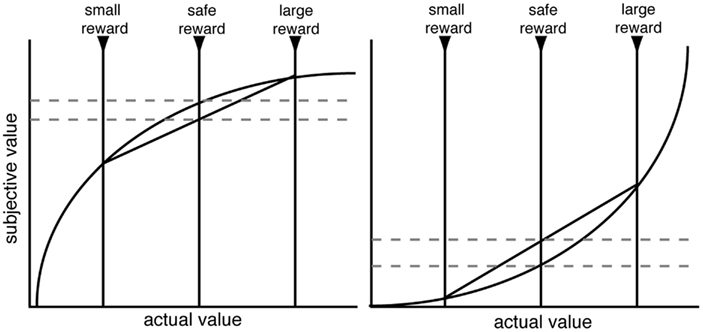 small reward
safe reward
large reward
subjective value
actual value
small reward
safe reward
large reward
actual value